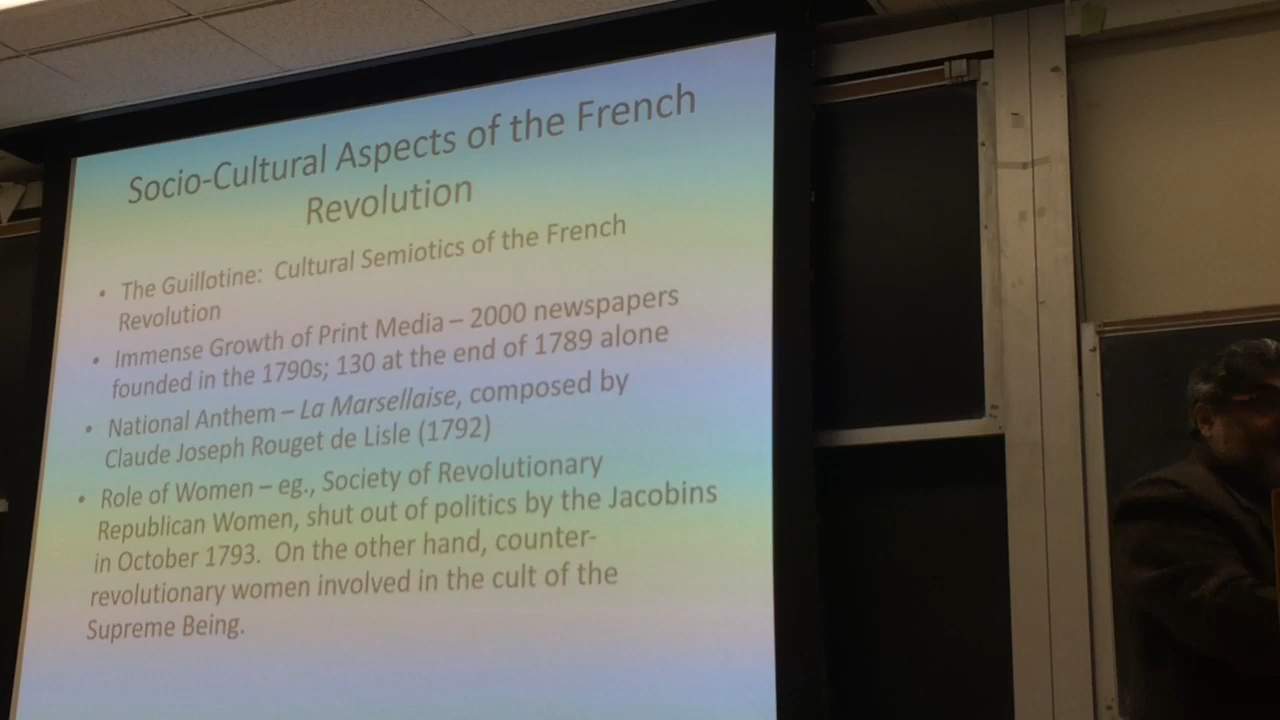 Socio-Cultural Aspects of the French
Revolution
• The Guillotine: Cultural Semiotics of the French
Revolution
• Immense Growth of Print Media – 2000 newspapers
founded in the 1790s; 130 at the end of 1789 alone
• National Anthem – La Marsellaise, composed by
Claude Joseph Rouget de Lisle (1792)
• Role of Women – eg., Society of Revolutionary
Republican Women, shut out of politics by the Jacobins
in October 1793. On the other hand, counter-
revolutionary women involved in the cult of the
Supreme Being.